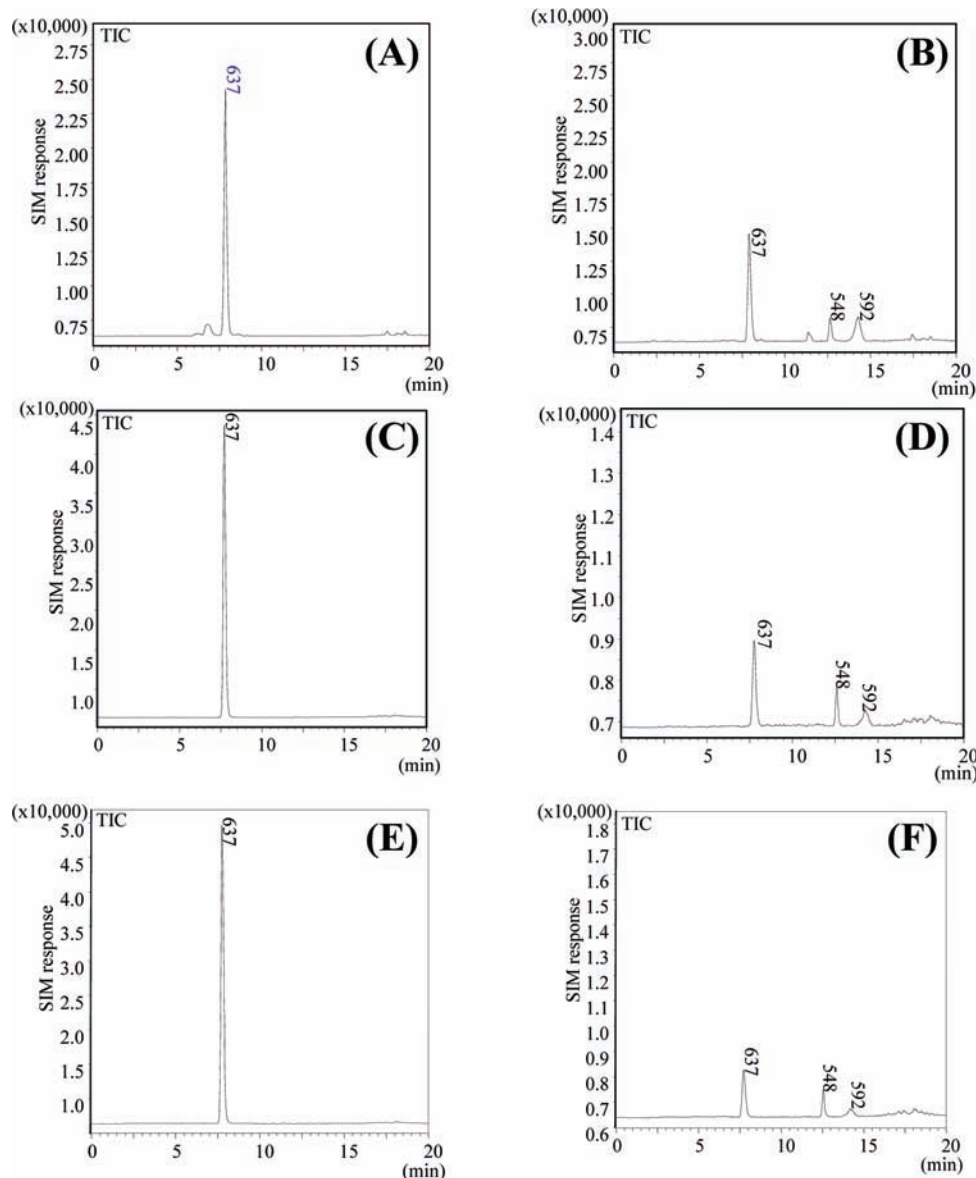 (x10,000)
TIC
(A)
637
2.75
2.50
2.25
2.00
1.75
1.50
1.25
1.00
0.75
SIM response
0 5 10 15 20
(min)
(x10,000)
TIC
(B)
3.00
2.75
2.50
2.25
2.00
1.75
1.50
1.25
1.00
0.75
SIM response
637
548
592
0 5 10 15 20
(min)
(x10,000)
TIC
(C)
637
4.5
4.0
3.5
3.0
2.5
2.0
1.5
1.0
SIM response
0 5 10 15 20
(min)
(x10,000)
TIC
(D)
1.4
1.3
1.2
1.1
1.0
0.9
0.8
0.7
SIM response
637
548
592
0 5 10 15 20
(min)
(x10,000)
TIC
(E)
637
5.0
4.5
4.0
3.5
3.0
2.5
2.0
1.5
1.0
SIM response
0 5 10 15 20
(min)
(x10,000)
TIC
(F)
1.8
1.7
1.6
1.5
1.4
1.3
1.2
1.1
1.0
0.9
0.8
0.7
0.6
SIM response
637
548
592
0 5 10 15 20
(min)